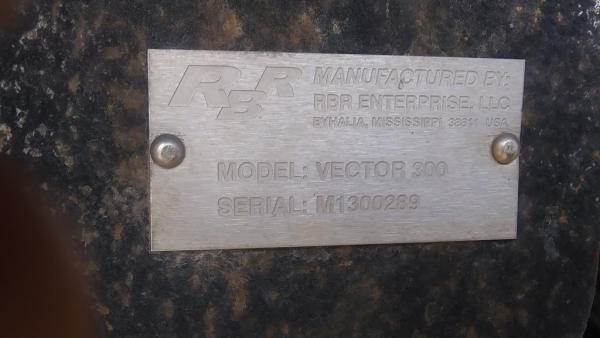 RBR
MANUFACTURED BY:
RBR ENTERPRISE, LLC
BYHALIA, MISSISSIPPI 38611 USA
MODEL: VECTOR 300
SERIAL: M1300289